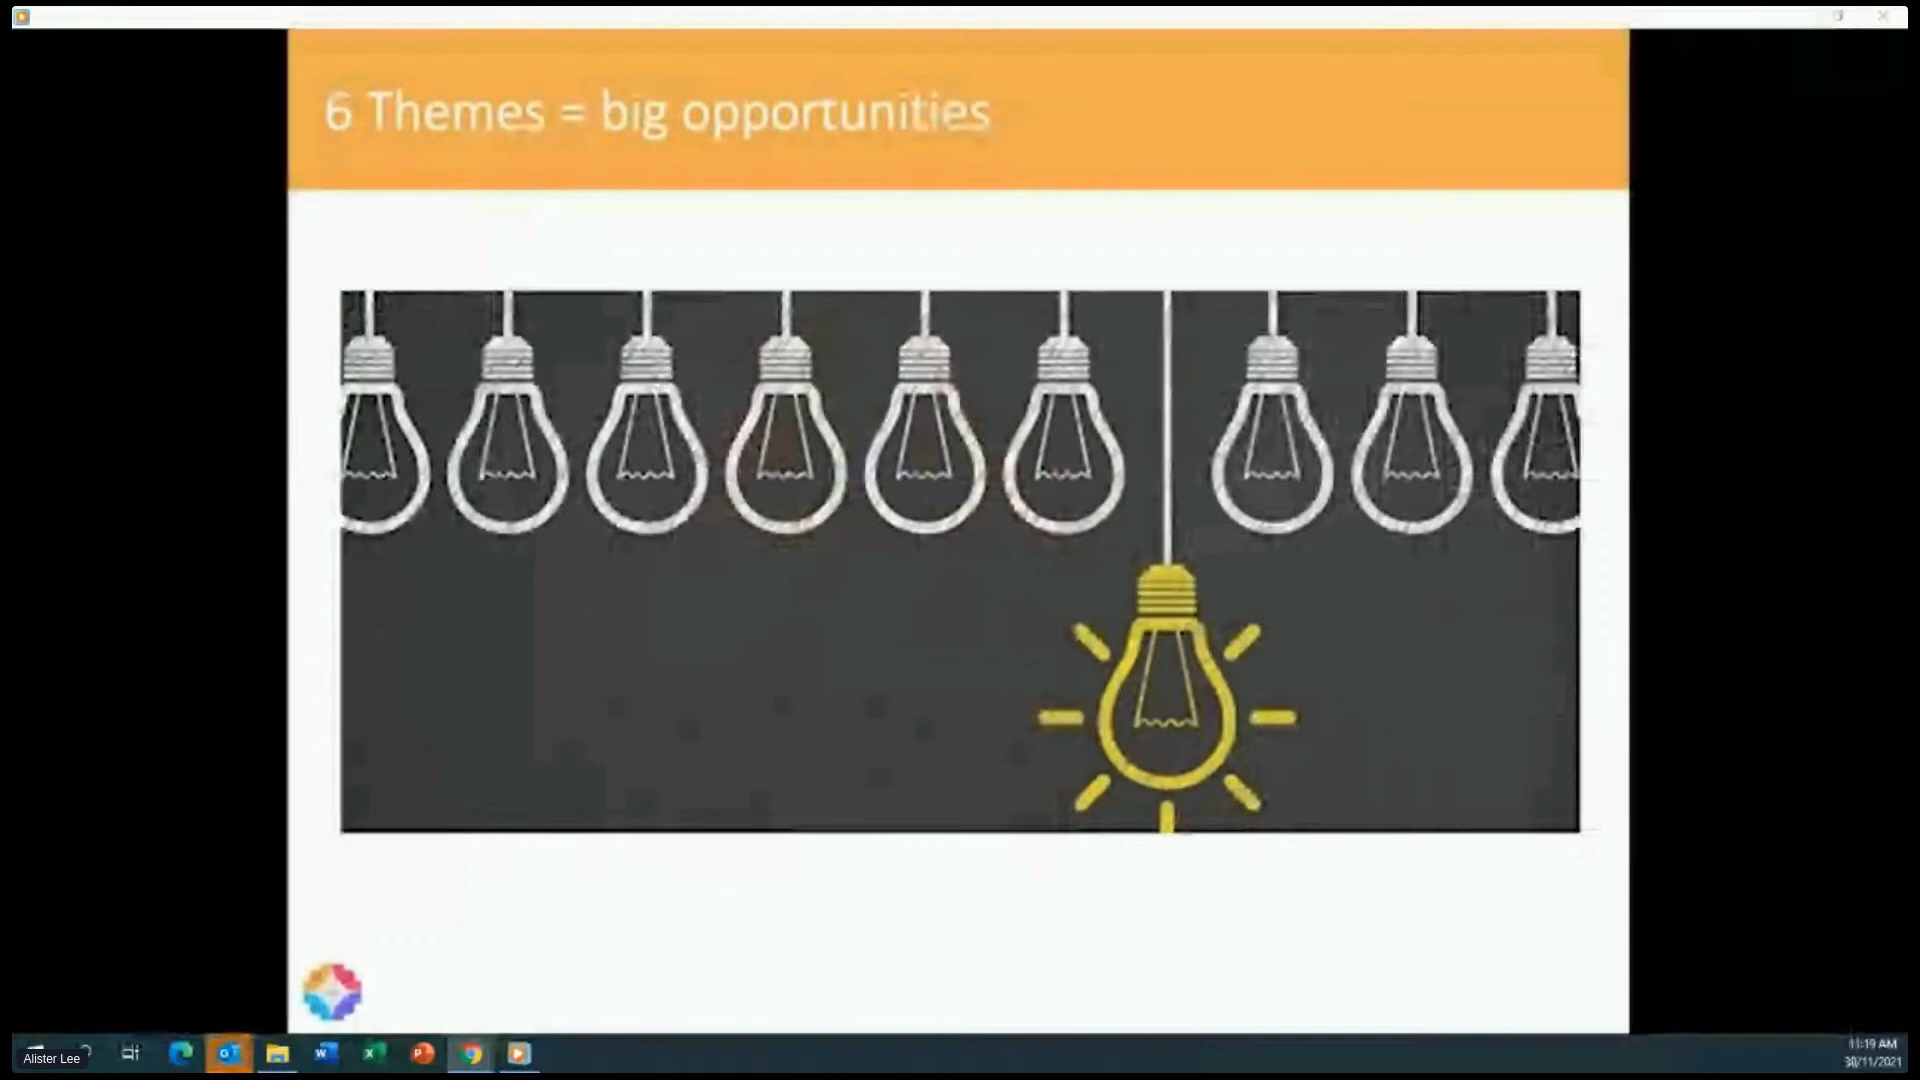 6 Themes = big opportunities
Alister Lee
11:19 AM
30/11/2021